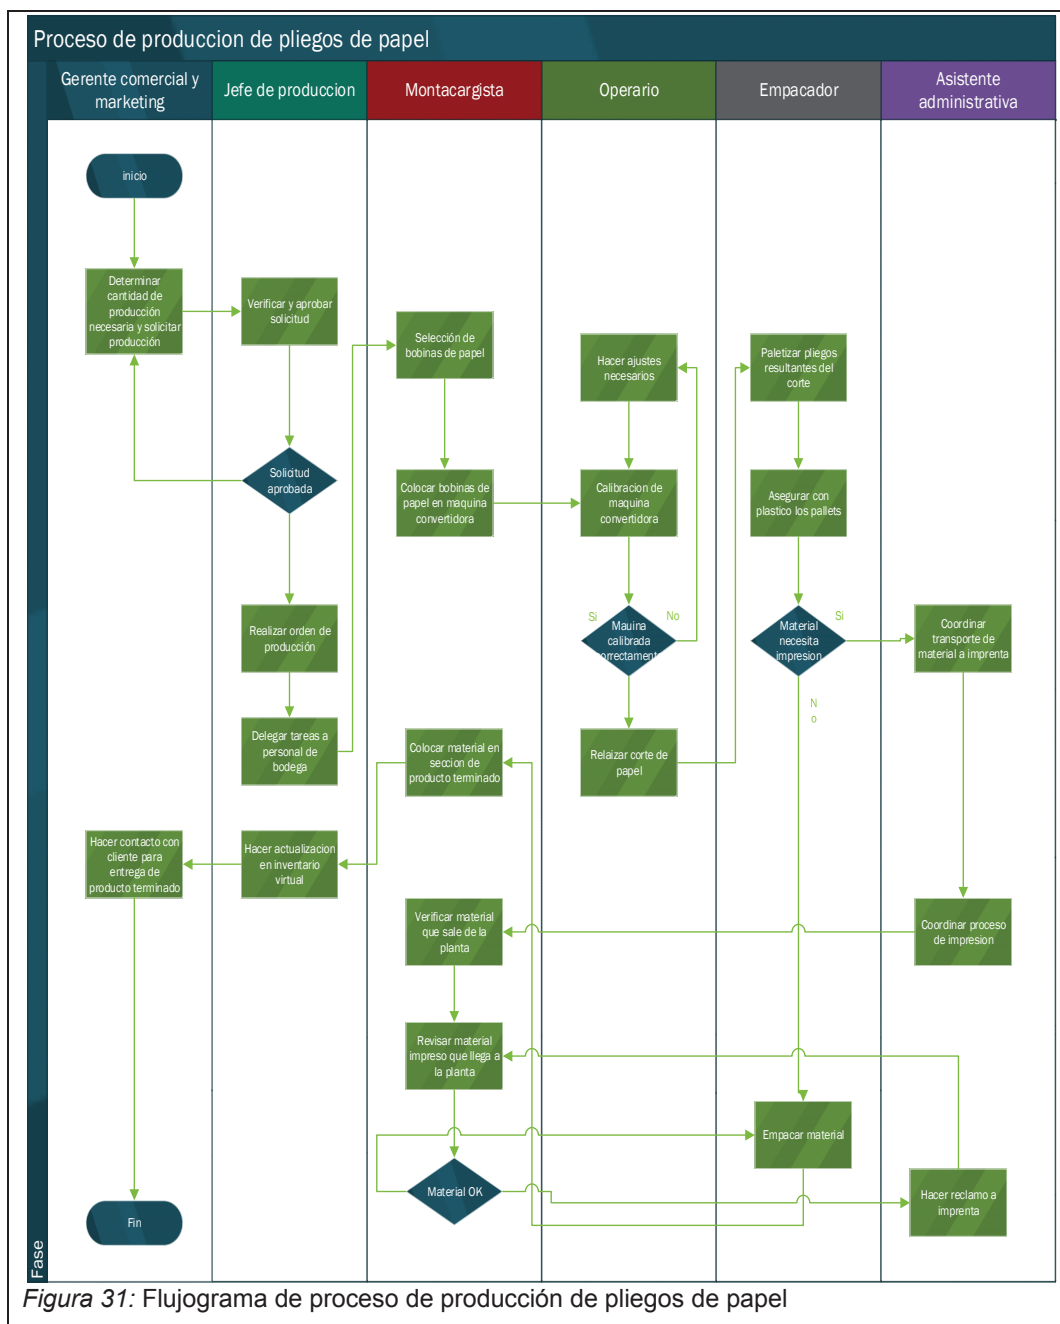 Proceso de produccion de pliegos de papel
Gerente comercial y
marketing
Jefe de produccion
Montacargista
Operario
Empacador
Asistente
administrativa
inicio
Determinar
cantidad de
producción
necesaria y solicitar
producción
Verificar y aprobar
solicitud
Selección de
bobinas de papel
Hacer ajustes
necesarios
Paletizar pliegos
resultantes del
corte
Solicitud
aprobada
Colocar bobinas de
papel en maquina
convertidora
Calibracion de
maquina
convertidora
Asegurar con
plastico los pallets
Si
No
Mauina
calibrada
correctament
Material
necesita
impresion
Si
N
o
Coordinar
transporte de
material a imprenta
Realizar orden de
producción
Delegar tareas a
personal de
bodega
Colocar material en
seccion de
producto terminado
Relaizar corte de
papel
Hacer contacto con
cliente para
entrega de
producto terminado
Hacer actualizacion
en inventario
virtual
Verificar material
que sale de la
planta
Coordinar proceso
de impresion
Revisar material
impreso que llega a
la planta
Empacar material
Material OK
Hacer reclamo a
imprenta
Fin
Fase
Figura 31: Flujograma de proceso de producción de pliegos de papel